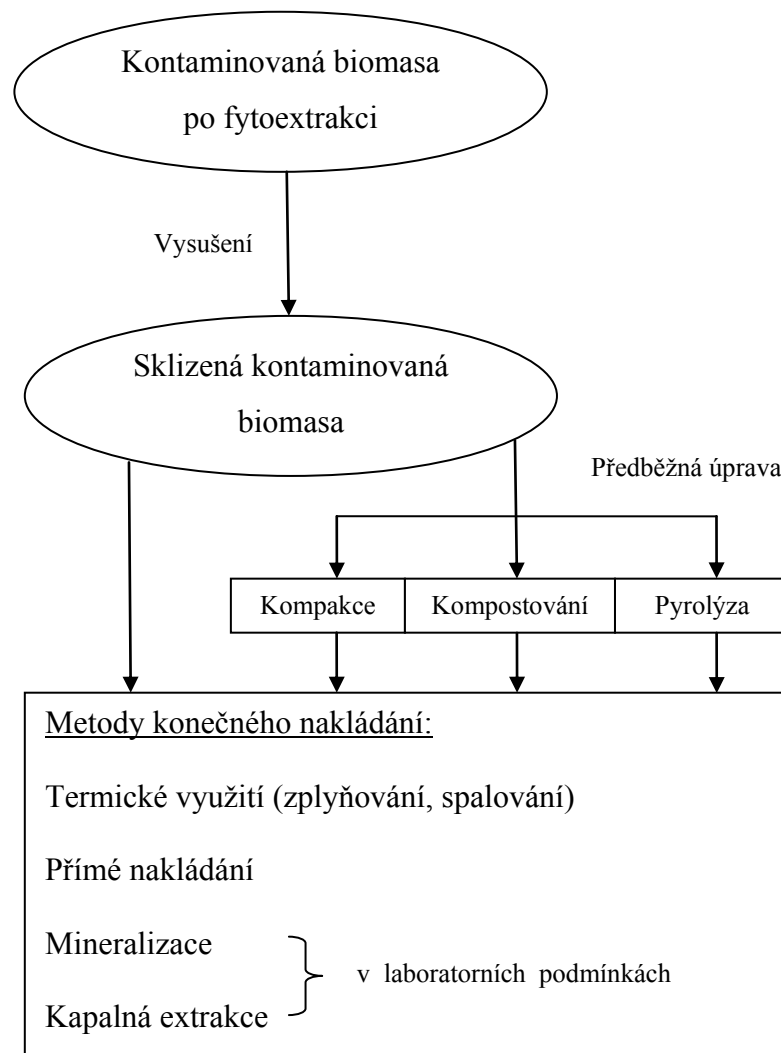 Kontaminovaná biomasa
po fytoextrakci
Vysušení
Sklizená kontaminovaná
biomasa
Předběžná úprava
Kompakce
Kompostování
Pyrolýza
Metody konečného nakládání:
Termické využití (zplyňování, spalování)
Přímé nakládání
Mineralizace
v laboratorních podmínkách
Kapalná extrakce